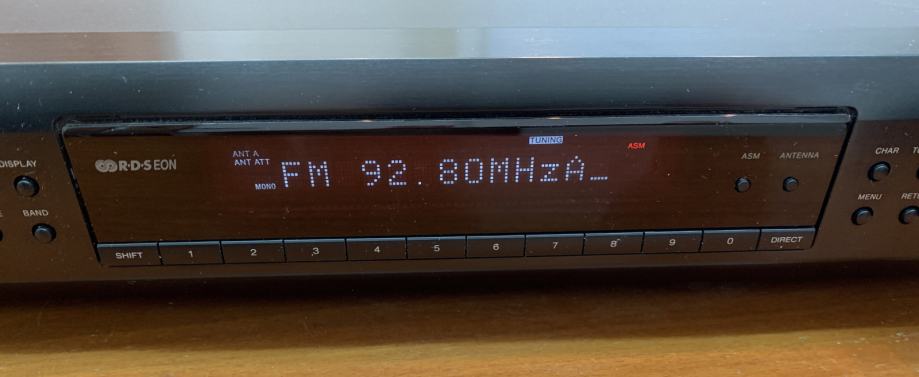 DISPLAY
BAND
R·D·S EON
ANT A
ANT ATT
MONO
TUNING
ASM
FM 92.80MHzA_
ASM
ANTENNA
SHIFT
1
2
3
4
5
6
7
8
9
0
DIRECT
CHAR
MENU